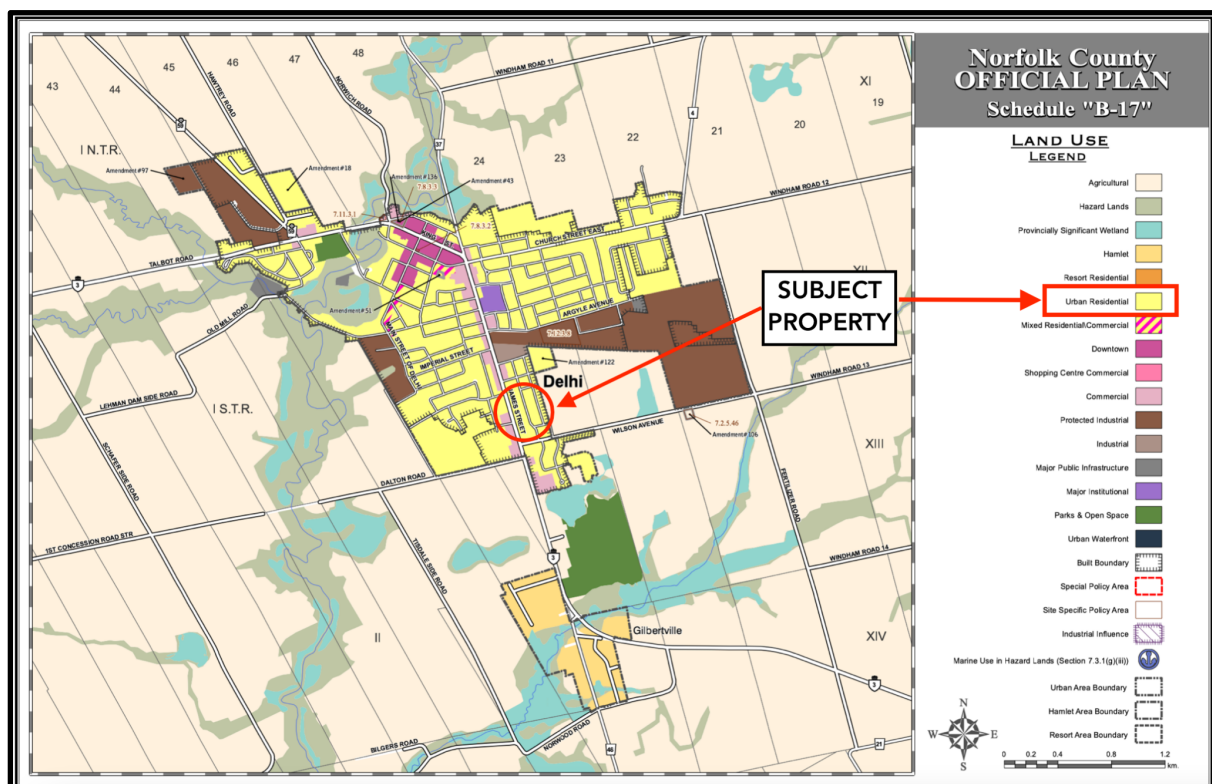 Norfolk County
OFFICIAL PLAN
Schedule "B-17"
LAND USE
LEGEND
Agricultural
Hazard Lands
Provincially Significant Wetland
Hamlet
Resort Residential
Urban Residential
Mixed Residential\Commercial
Downtown
Shopping Centre Commercial
Commercial
Protected Industrial
Industrial
Major Public Infrastructure
Major Institutional
Parks & Open Space
Urban Waterfront
Built Boundary
Special Policy Area
Site Specific Policy Area
Industrial Influence
Marine Use in Hazard Lands (Section 7.3.1(g)(iii))
Urban Area Boundary
Hamlet Area Boundary
Resort Area Boundary
N
W
E
S
0 0.2 0.4 0.8 1.2
km.
SUBJECT
PROPERTY
43
44
45
46
47
48
HAWTREY ROAD
NORWICH ROAD
WINDHAM ROAD 11
XI
19
20
21
22
23
24
37
4
I N.T.R.
Amendment#97
Amendment#18
Amendment#136
7.8.3.3
Amendment#43
7.11.3.1
7.8.3.2
KING ST
WINDHAM ROAD 12
CHURCH STREET EAST
TALBOT ROAD
3
OLD MILL ROAD
Amendment#51
ARGYLE AVENUE
MAIN STREET OF DELHI
IMPERIAL STREET
Amendment#122
Delhi
JAMES STREET
WINDHAM ROAD 13
LEHMAN DAM SIDE ROAD
I S.T.R.
SCHAFER SIDE ROAD
7.2.5.46
WILSON AVENUE
Amendment#106
XIII
DALTON ROAD
FERTILIZER ROAD
1ST CONCESSION ROAD STR
TISDALE SIDE ROAD
WINDHAM ROAD 14
3
II
Gilbertville
XIV
3
BILGERS ROAD
NORWOOD ROAD
46
21